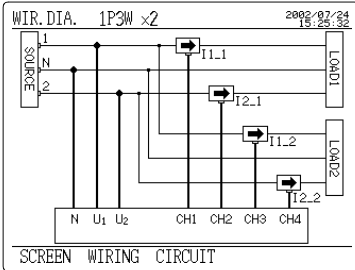 WIR.DIA. 1P3W ×2 2002/07/24
15:25:32
SOURCE
1
N
2
I1_1
I2_1
I1_2
I2_2
LOAD1
LOAD2
N U1 U2 CH1 CH2 CH3 CH4
SCREEN WIRING CIRCUIT